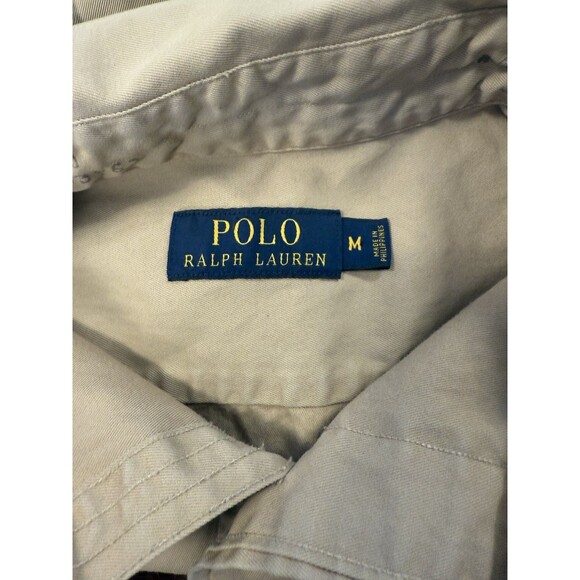 POLO
RALPH LAUREN
M
MADE IN
PHILIPPINES